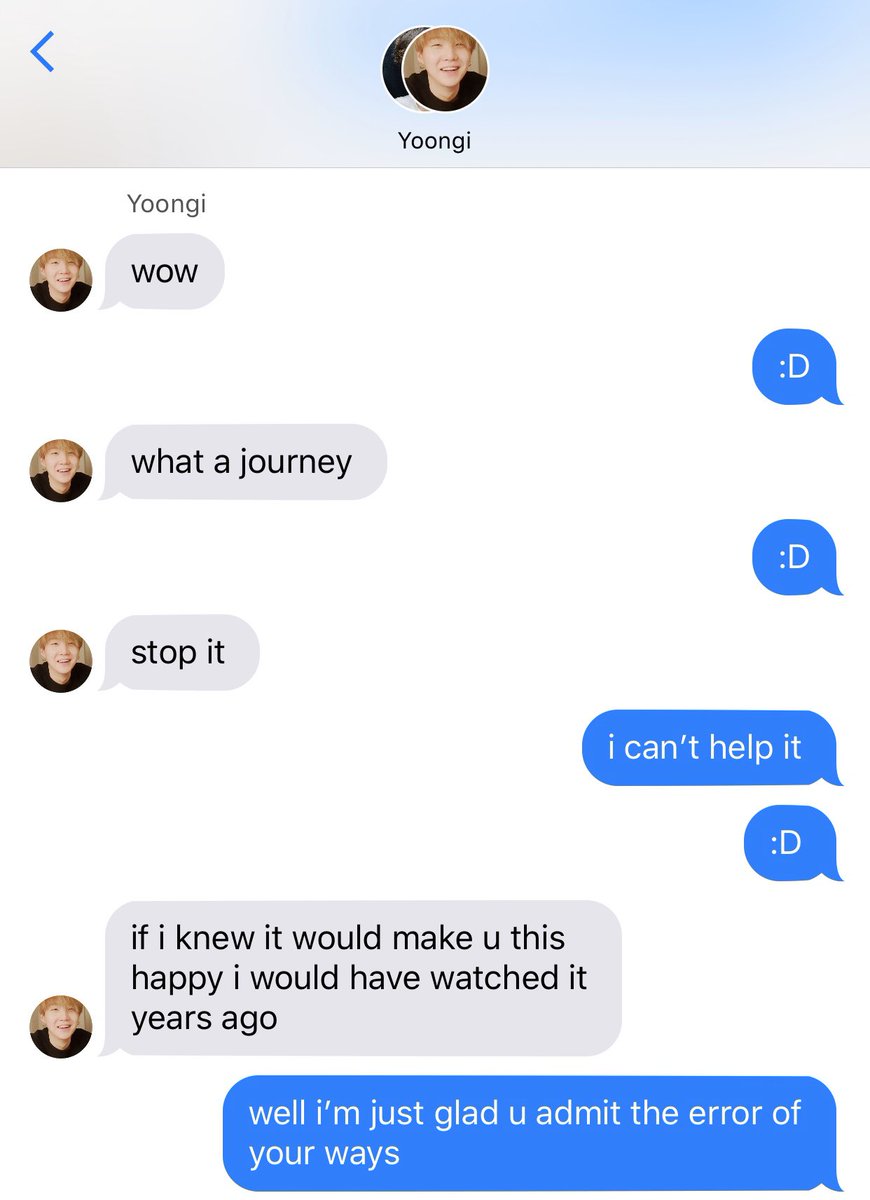 Yoongi
Yoongi
wow
:D
what a journey
:D
stop it
i can’t help it
:D
if i knew it would make u this
happy i would have watched it
years ago
well i’m just glad u admit the error of
your ways